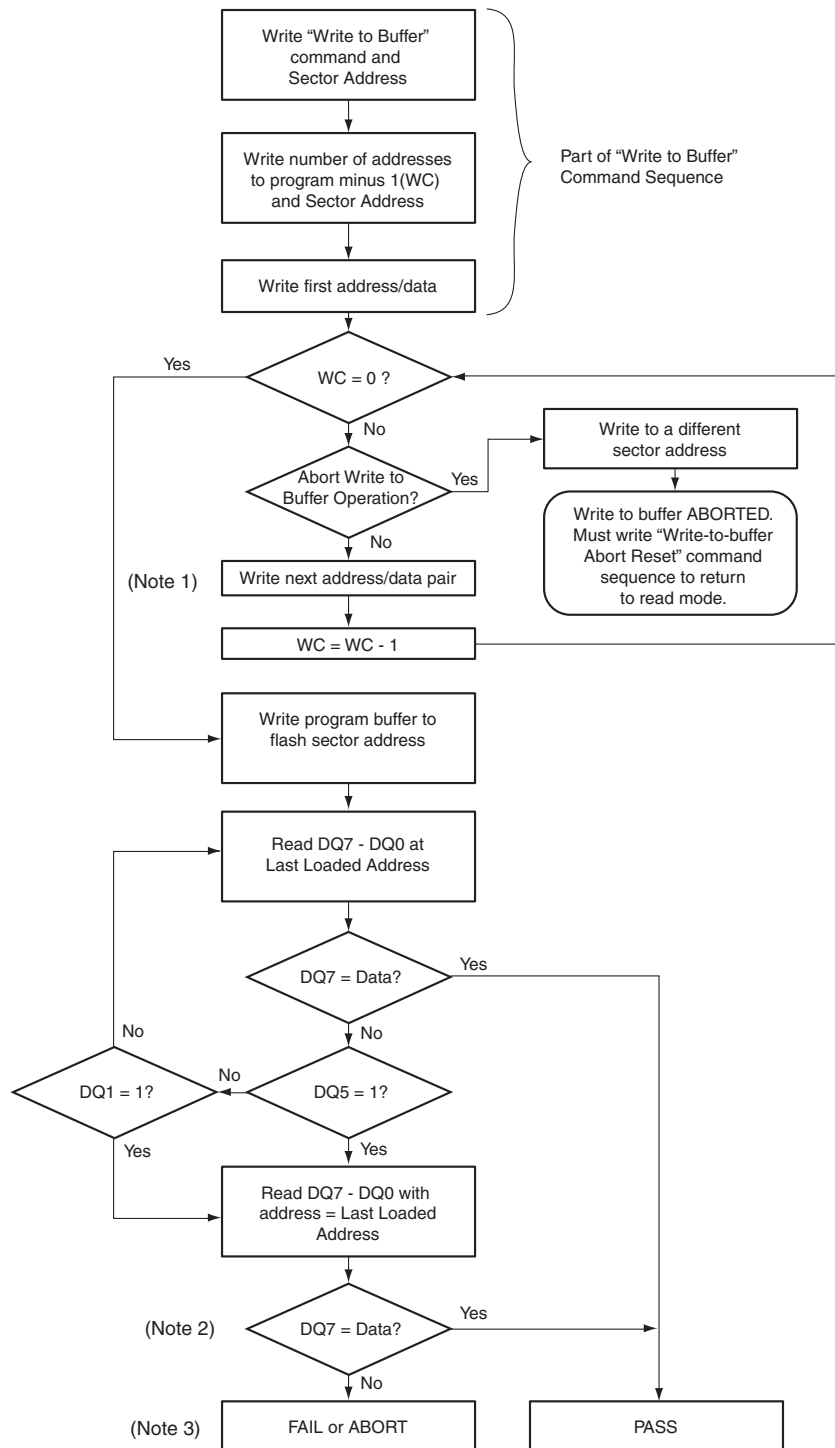 Write “Write to Buffer”
command and
Sector Address
Write number of addresses
to program minus 1(WC)
and Sector Address
Part of “Write to Buffer”
Command Sequence
Write first address/data
Yes
WC = 0 ?
No
Write to a different
sector address
Abort Write to
Buffer Operation?
Yes
No
Write to buffer ABORTED.
Must write “Write-to-buffer
Abort Reset” command
sequence to return
to read mode.
(Note 1)
Write next address/data pair
WC = WC - 1
Write program buffer to
flash sector address
Read DQ7 - DQ0 at
Last Loaded Address
DQ7 = Data?
Yes
No
No
DQ1 = 1?
No
DQ5 = 1?
Yes
Yes
Read DQ7 - DQ0 with
address = Last Loaded
Address
(Note 2)
DQ7 = Data?
Yes
No
(Note 3)
FAIL or ABORT
PASS